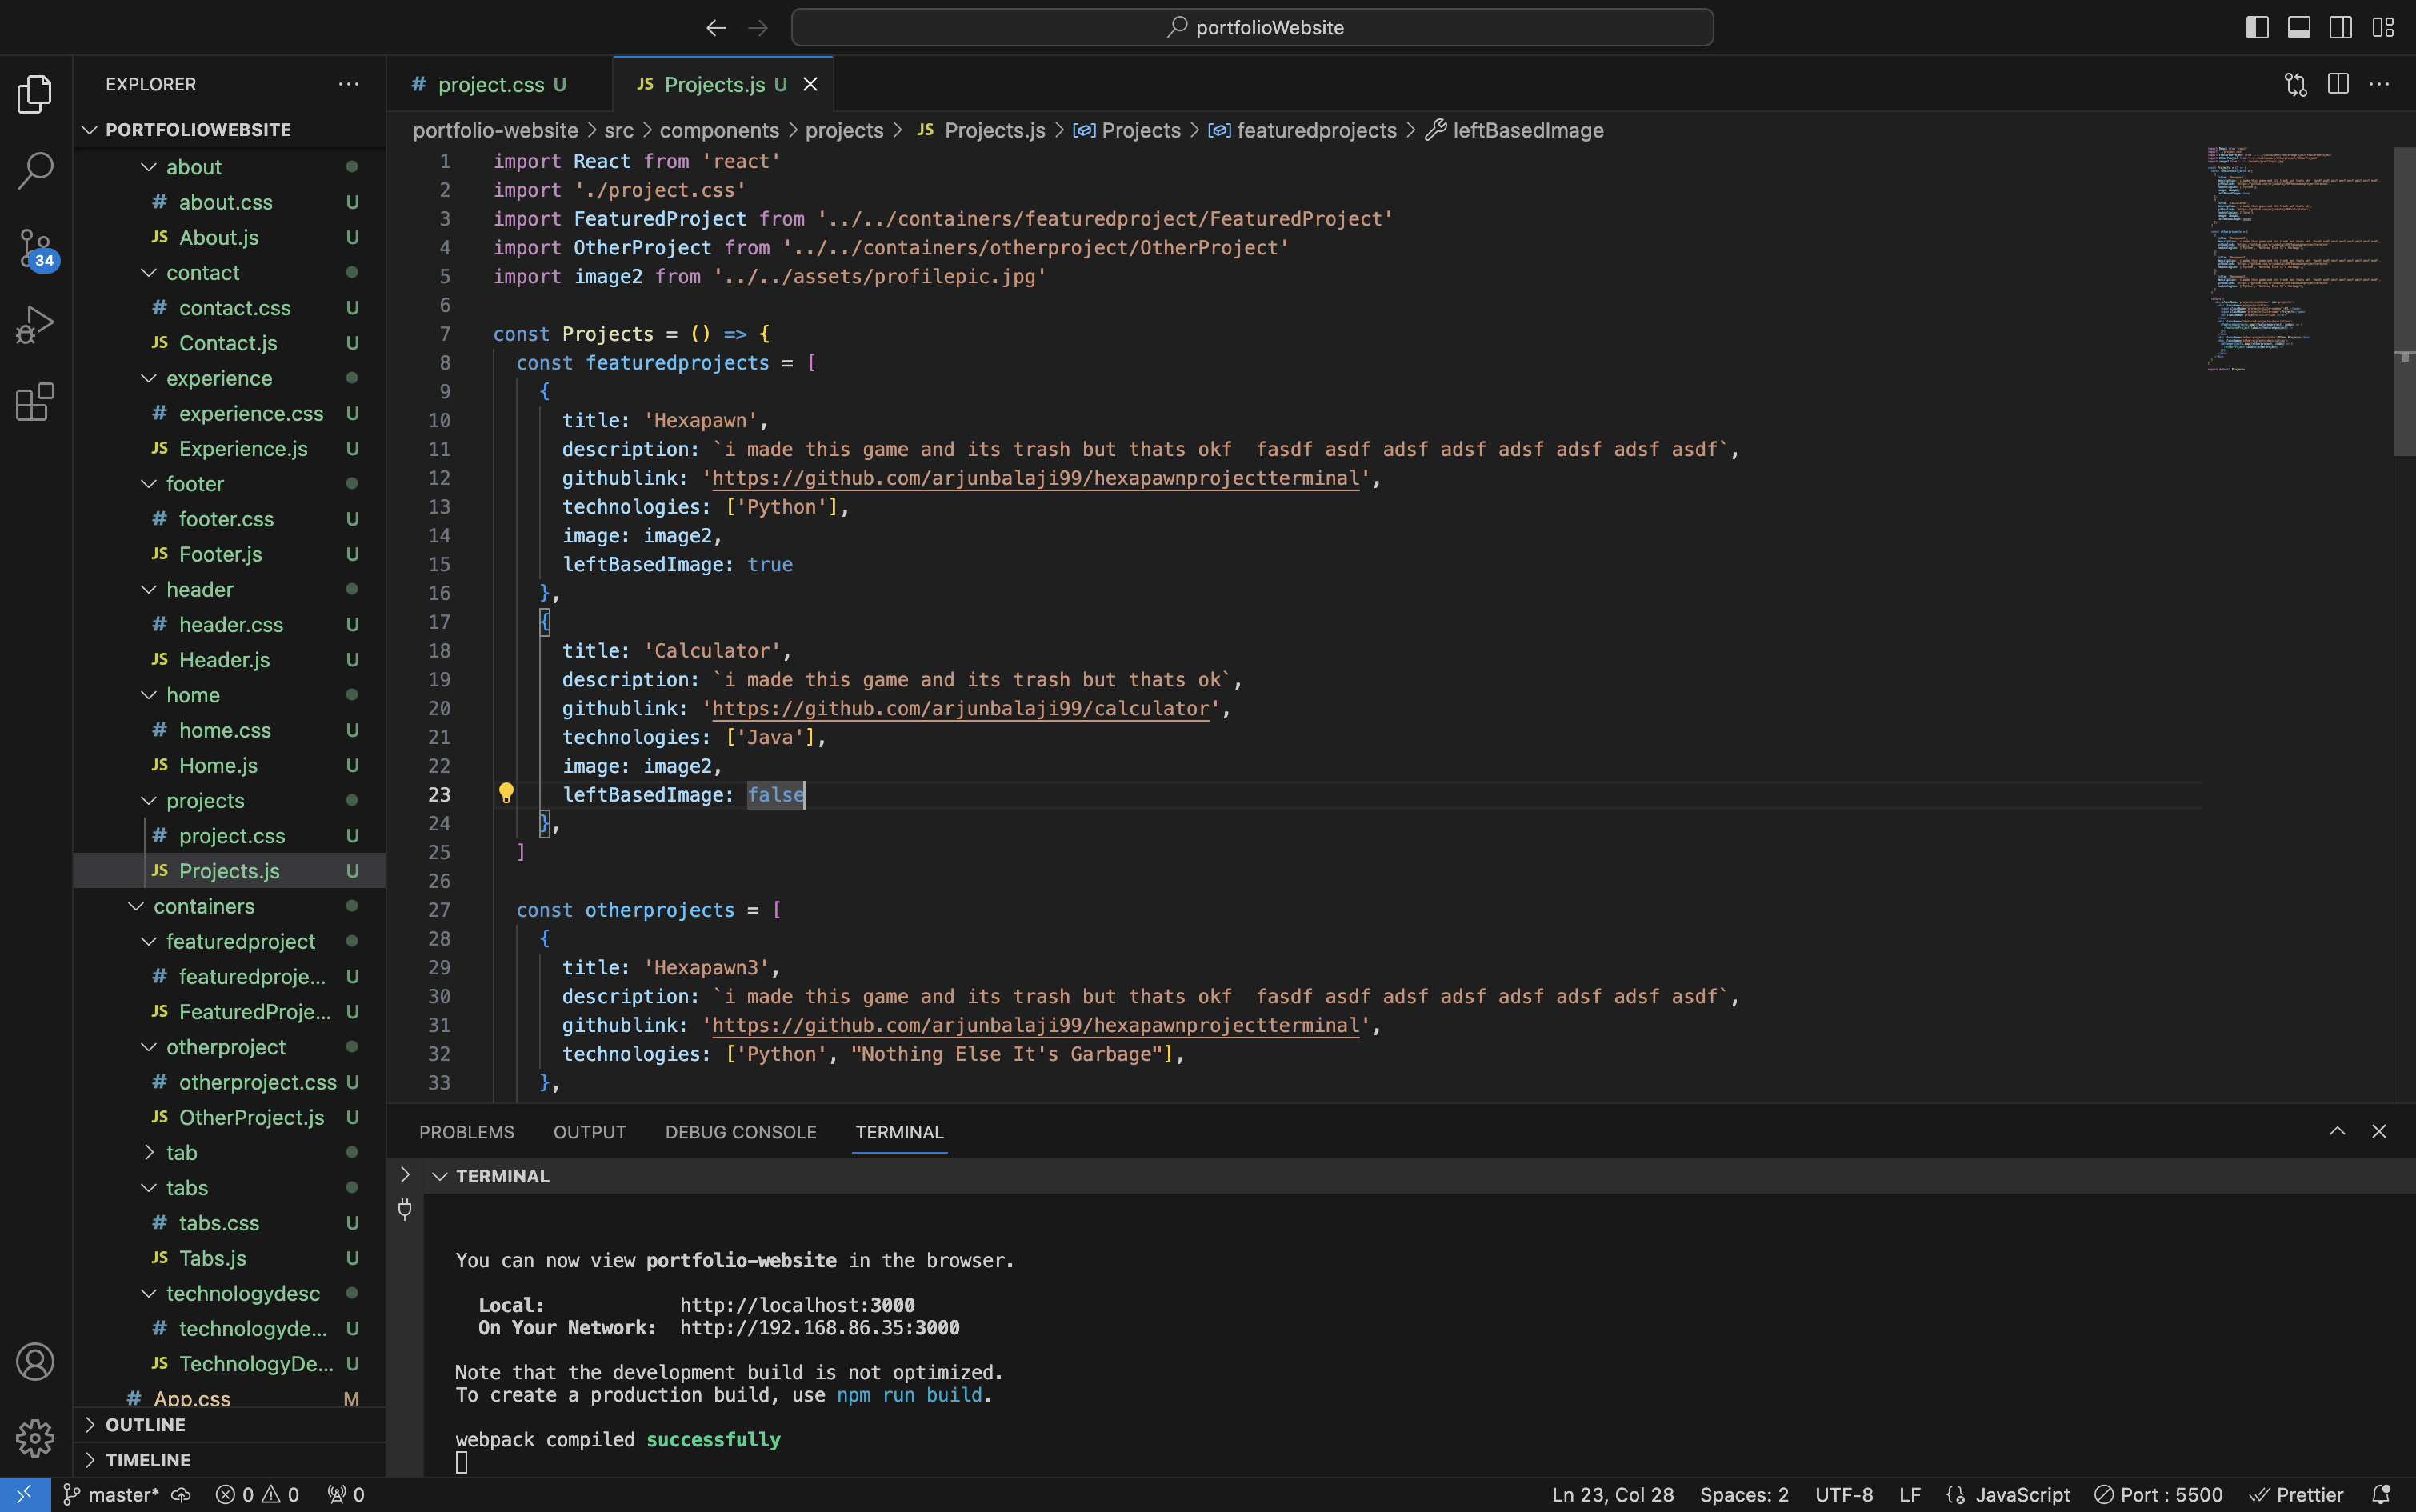 portfolioWebsite
EXPLORER
PORTFOLIOWEBSITE
about
# about.css U
JS About.js U
contact
# contact.css U
JS Contact.js U
experience
# experience.css U
JS Experience.js U
footer
# footer.css U
JS Footer.js U
header
# header.css U
JS Header.js U
home
# home.css U
JS Home.js U
projects
# project.css U
JS Projects.js U
containers
featuredproject
# featuredproje... U
JS FeaturedProje... U
otherproject
# otherproject.css U
JS OtherProject.js U
tab
tabs
# tabs.css U
JS Tabs.js U
technologydesc
# technologyde... U
JS TechnologyDe... U
# App.css M
OUTLINE
TIMELINE
34
# project.css U JS Projects.js U
portfolio-website > src > components > projects > JS Projects.js > Projects > featuredprojects > leftBasedImage
1 import React from 'react'
2 import './project.css'
3 import FeaturedProject from '../../containers/featuredproject/FeaturedProject'
4 import OtherProject from '../../containers/otherproject/OtherProject'
5 import image2 from '../../assets/profilepic.jpg'
6
7 const Projects = () => {
8 const featuredprojects = [
9 {
10 title: 'Hexapawn',
11 description: `i made this game and its trash but thats okf  fasdf asdf adsf adsf adsf adsf adsf asdf`,
12 githublink: 'https://github.com/arjunbalaji99/hexapawnprojectterminal',
13 technologies: ['Python'],
14 image: image2,
15 leftBasedImage: true
16 },
17 {
18 title: 'Calculator',
19 description: `i made this game and its trash but thats ok`,
20 githublink: 'https://github.com/arjunbalaji99/calculator',
21 technologies: ['Java'],
22 image: image2,
23 leftBasedImage: false
24 },
25 ]
26
27 const otherprojects = [
28 {
29 title: 'Hexapawn3',
30 description: `i made this game and its trash but thats okf  fasdf asdf adsf adsf adsf adsf adsf asdf`,
31 githublink: 'https://github.com/arjunbalaji99/hexapawnprojectterminal',
32 technologies: ['Python', "Nothing Else It's Garbage"],
33 },
PROBLEMS OUTPUT DEBUG CONSOLE TERMINAL
TERMINAL
You can now view portfolio-website in the browser.
Local: http://localhost:3000
On Your Network: http://192.168.86.35:3000
Note that the development build is not optimized.
To create a production build, use npm run build.
webpack compiled successfully
master* 0 0 0 Ln 23, Col 28 Spaces: 2 UTF-8 LF JavaScript Port : 5500 Prettier